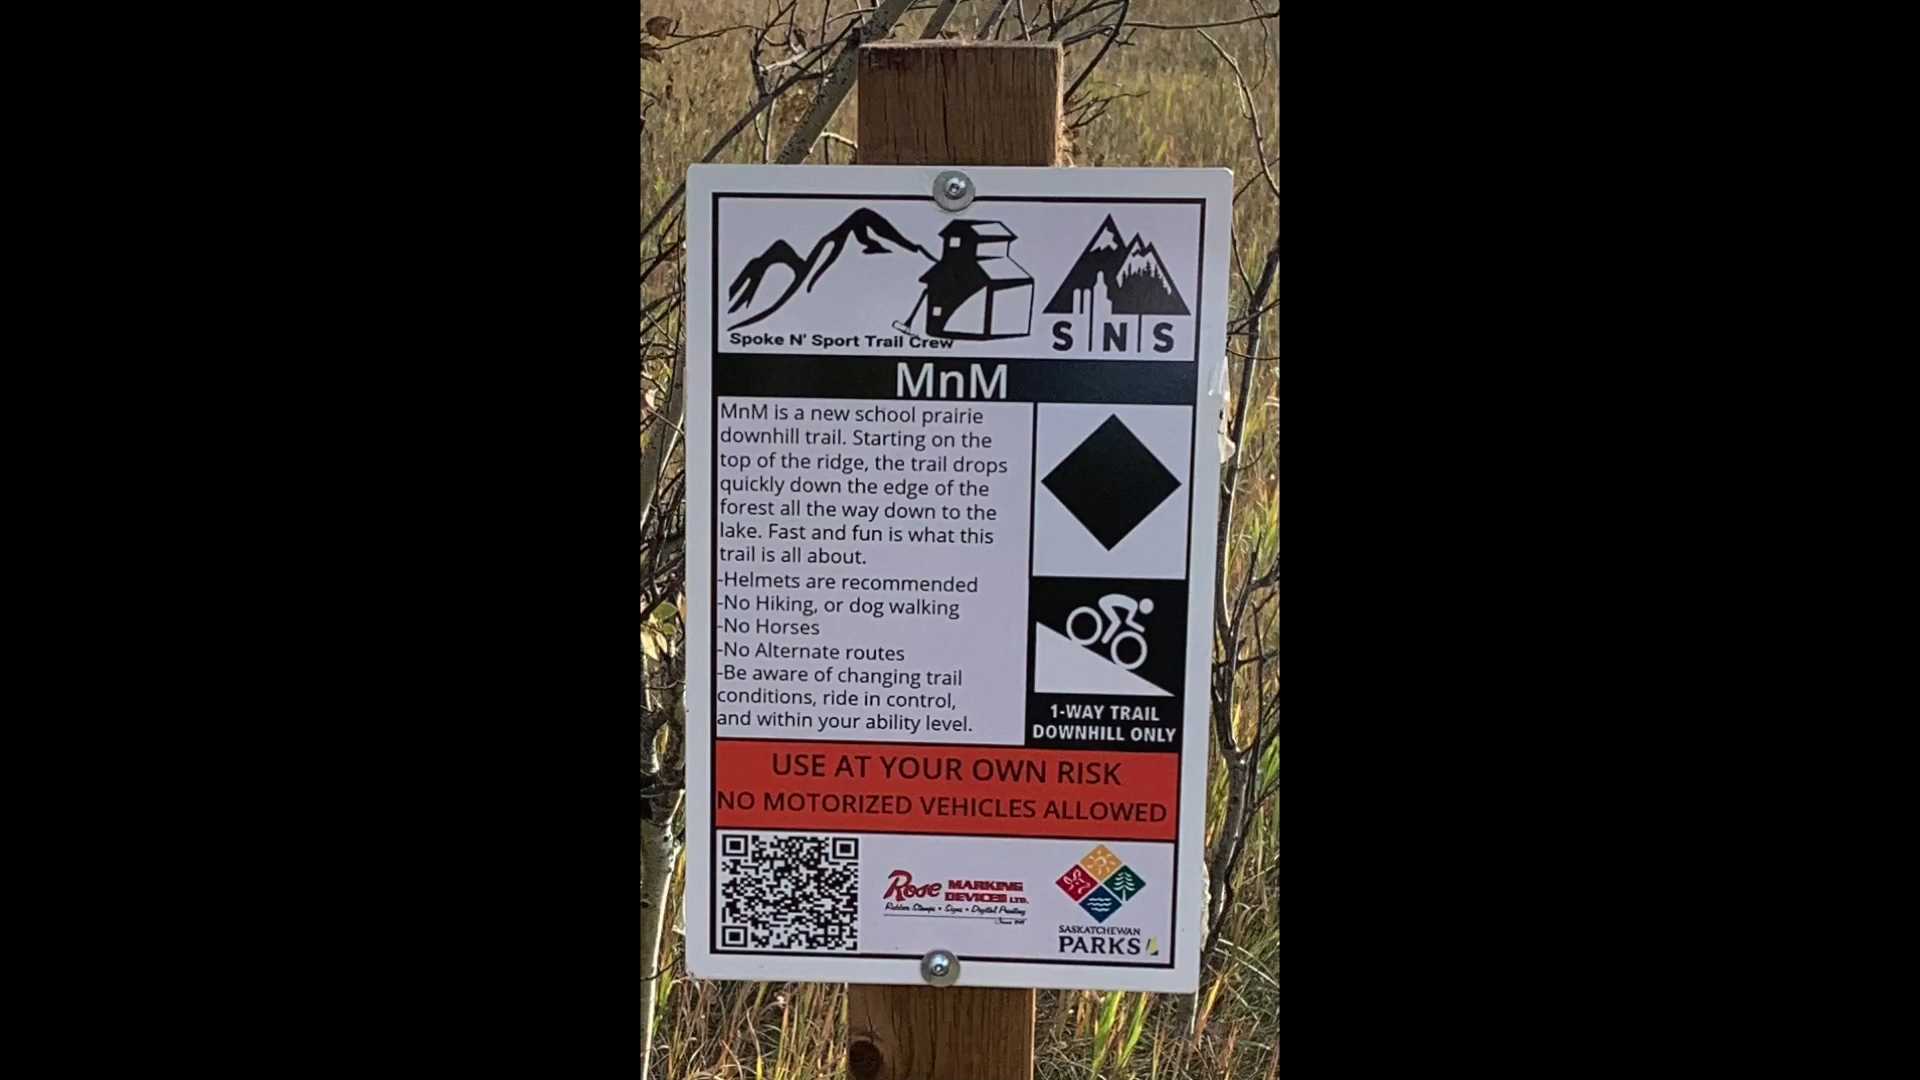 Spoke N' Sport Trail Crew
S N S
MnM
MnM is a new school prairie
downhill trail. Starting on the
top of the ridge, the trail drops
quickly down the edge of the
forest all the way down to the
lake. Fast and fun is what this
trail is all about.
-Helmets are recommended
-No Hiking, or dog walking
-No Horses
-No Alternate routes
-Be aware of changing trail
conditions, ride in control,
and within your ability level.
1-WAY TRAIL
DOWNHILL ONLY
USE AT YOUR OWN RISK
NO MOTORIZED VEHICLES ALLOWED
Rose MARKING
DEVICES LTD.
Rubber Stamps • Signs • Digital Printing
Since
SASKATCHEWAN
PARKS